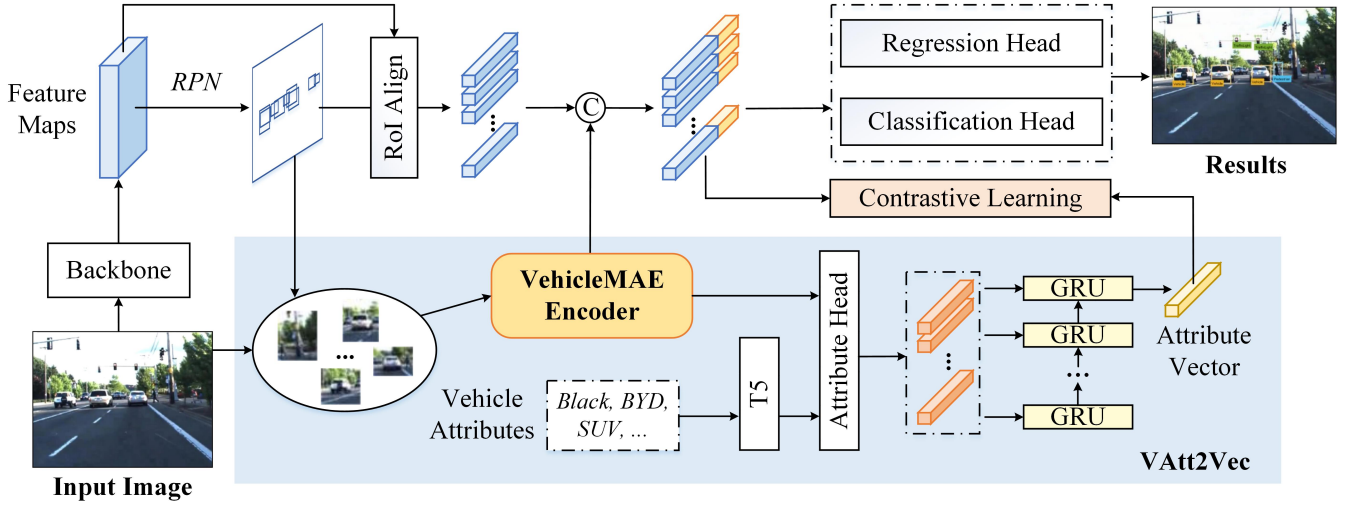 Feature
Maps
RPN
RoI Align
C
Regression Head
Classification Head
Results
Contrastive Learning
Backbone
VehicleMAE
Encoder
Attribute Head
GRU
GRU
...
GRU
Attribute
Vector
...
Vehicle
Attributes
Black, BYD,
SUV, ...
T5
VAtt2Vec
Input Image